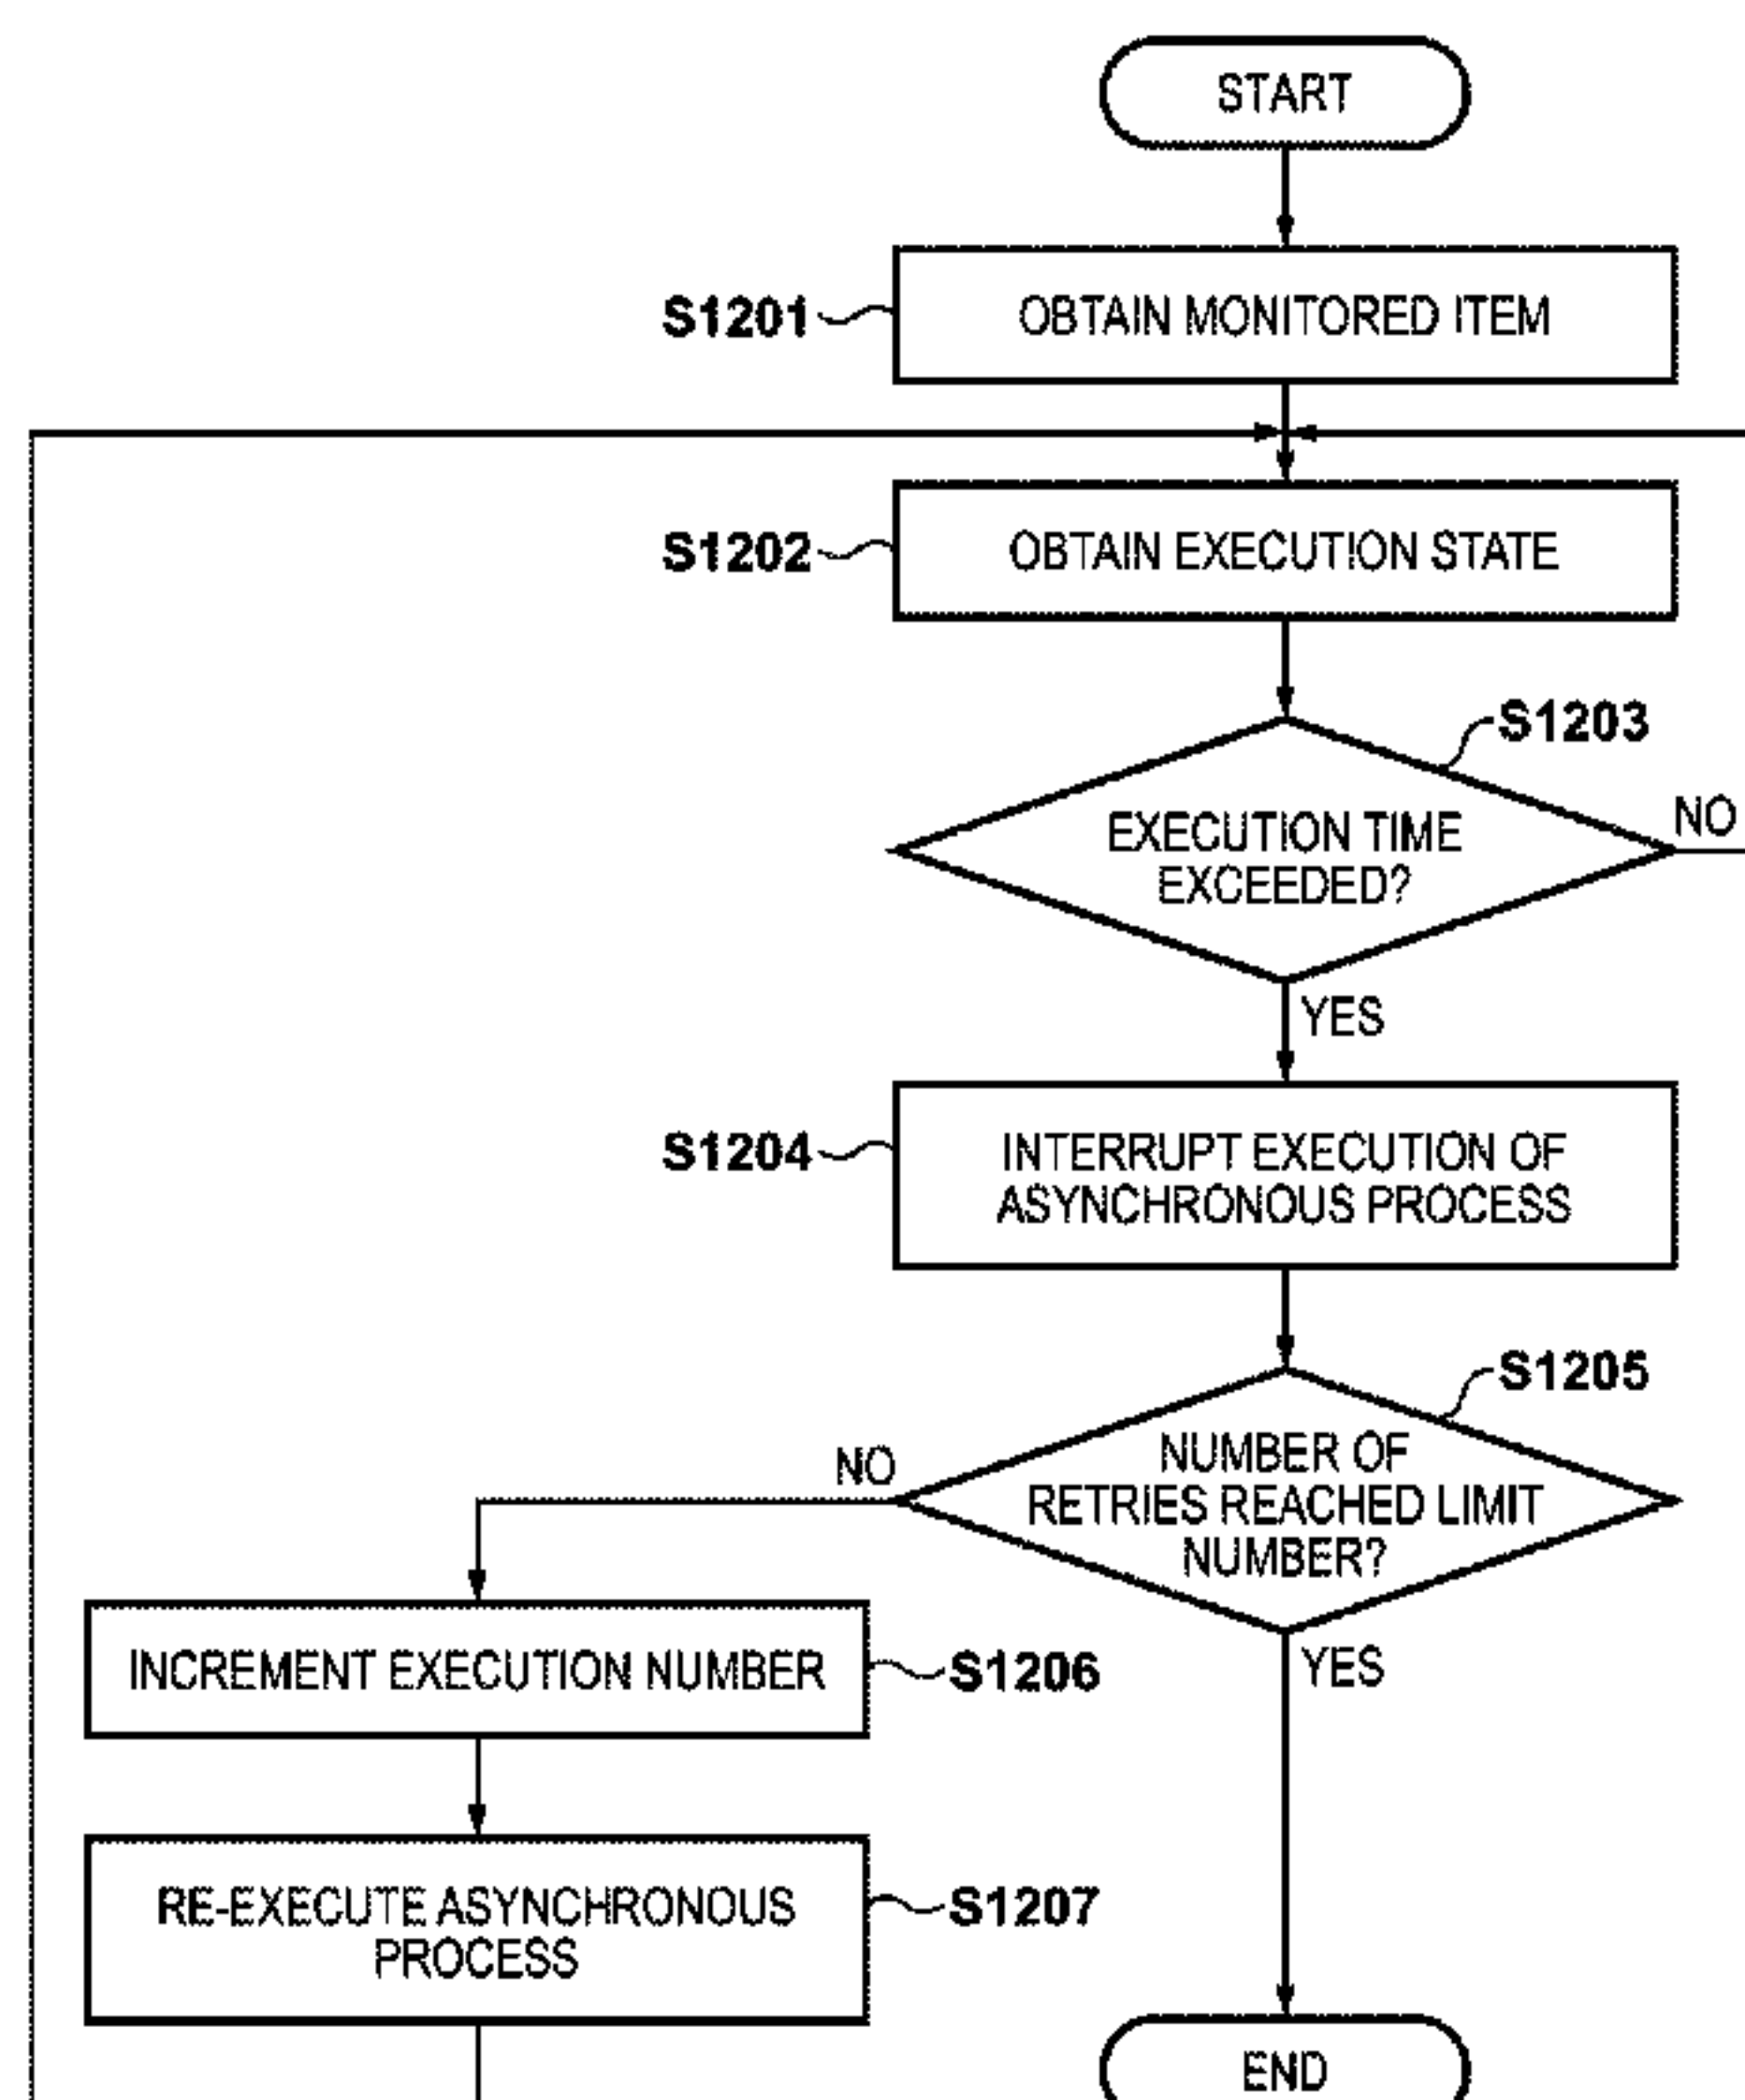 START
S1201
OBTAIN MONITORED ITEM
S1202
OBTAIN EXECUTION STATE
S1203
EXECUTION TIME
EXCEEDED?
NO
YES
S1204
INTERRUPT EXECUTION OF
ASYNCHRONOUS PROCESS
S1205
NUMBER OF
RETRIES REACHED LIMIT
NUMBER?
NO
YES
INCREMENT EXECUTION NUMBER
S1206
RE-EXECUTE ASYNCHRONOUS
PROCESS
S1207
END